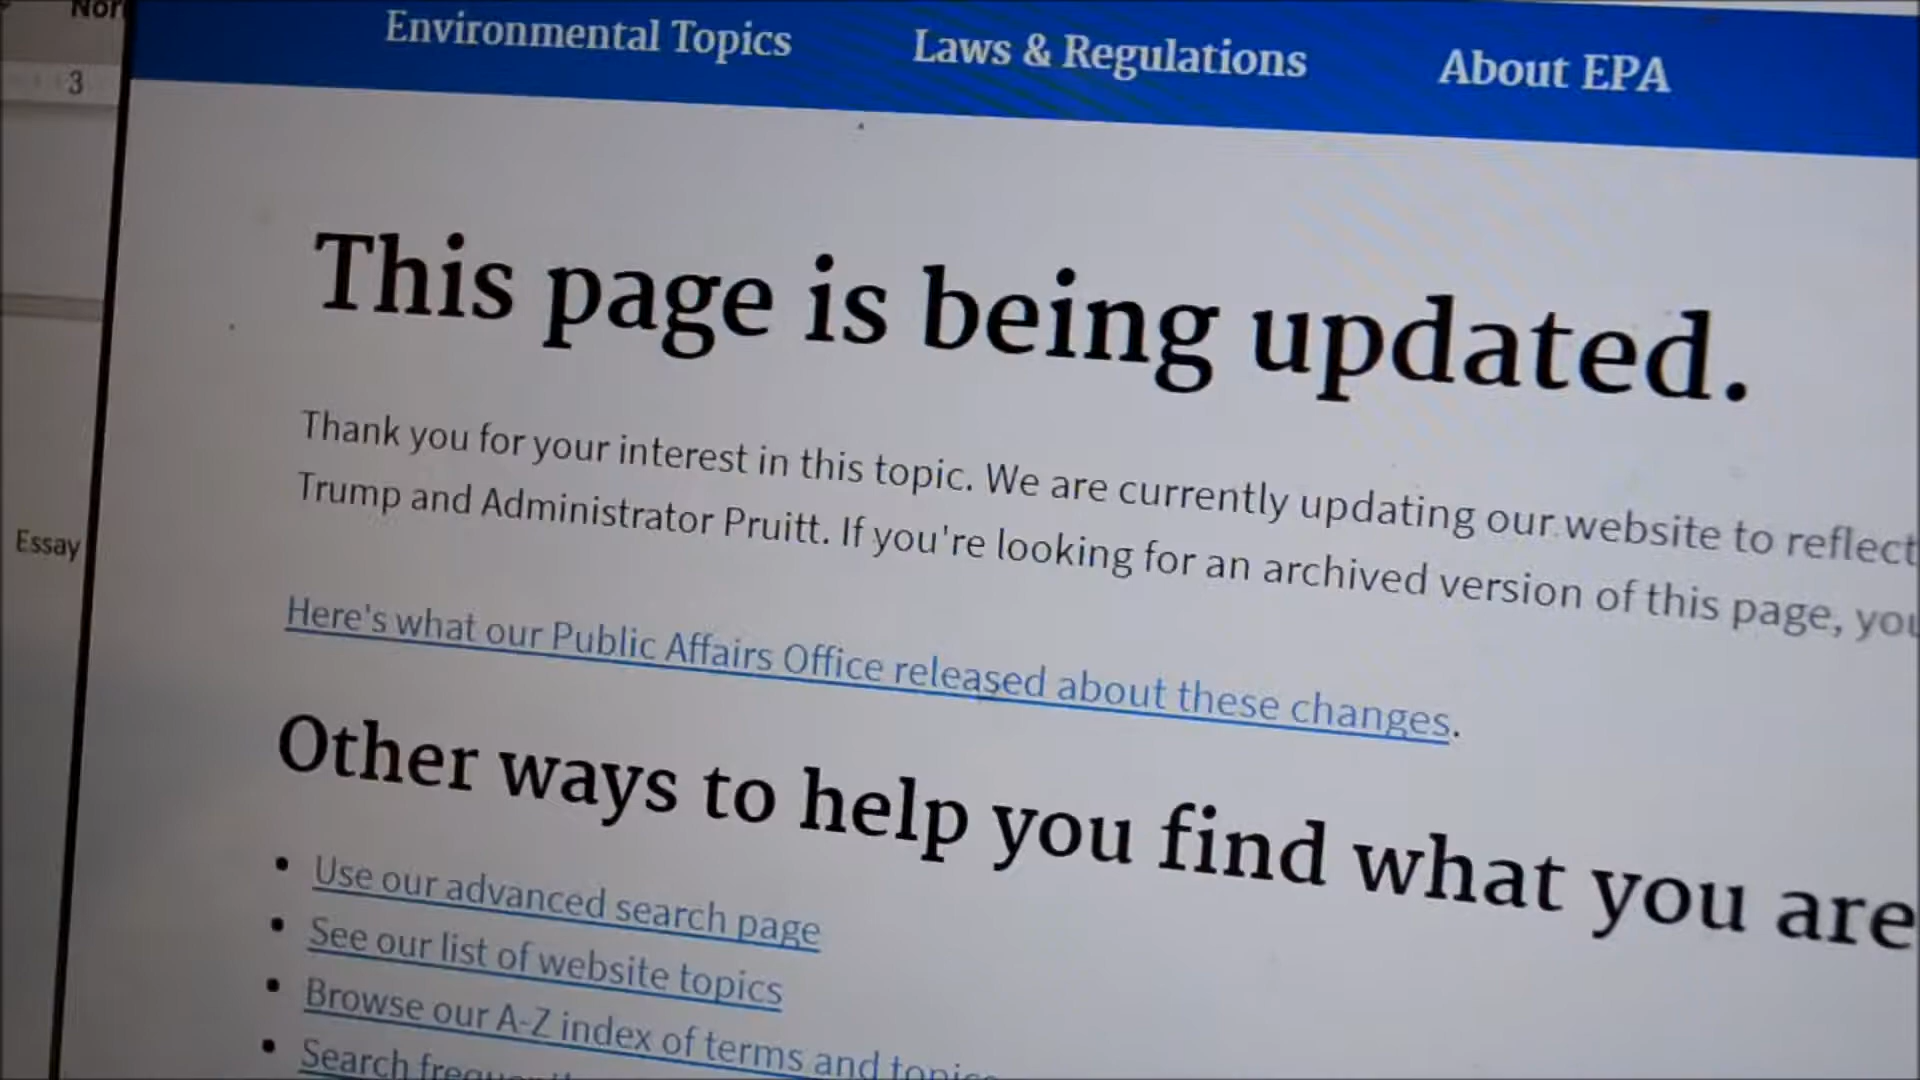 Nor
3
Environmental Topics Laws & Regulations About EPA
This page is being updated.
Thank you for your interest in this topic. We are currently updating our website to reflect
Trump and Administrator Pruitt. If you're looking for an archived version of this page, you
Essay
Here's what our Public Affairs Office released about these changes.
Other ways to help you find what you are
• Use our advanced search page
• See our list of website topics
• Browse our A-Z index of terms and topics
• Search